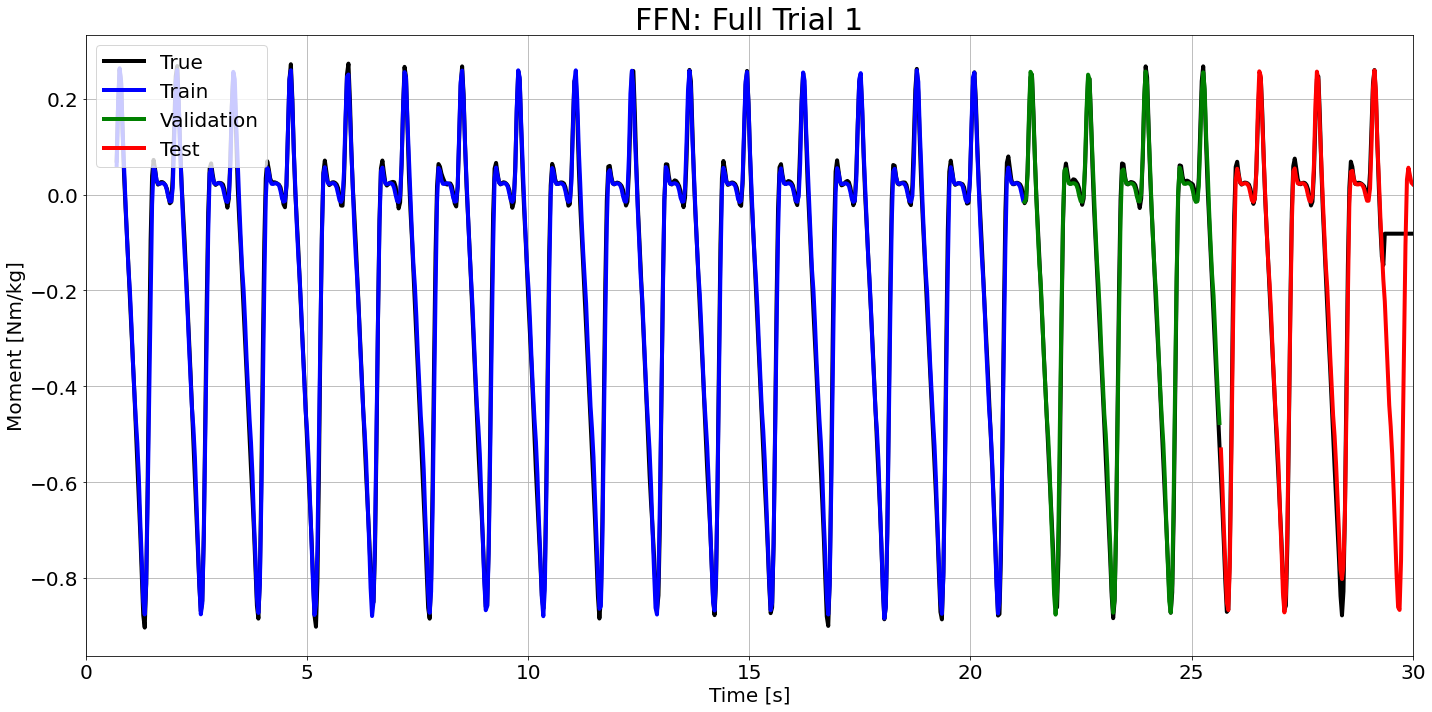 FFN: Full Trial 1
True
Train
Validation
Test
0.2
0.0
−0.2
−0.4
−0.6
−0.8
Moment [Nm/kg]
0 5 10 15 20 25 30
Time [s]